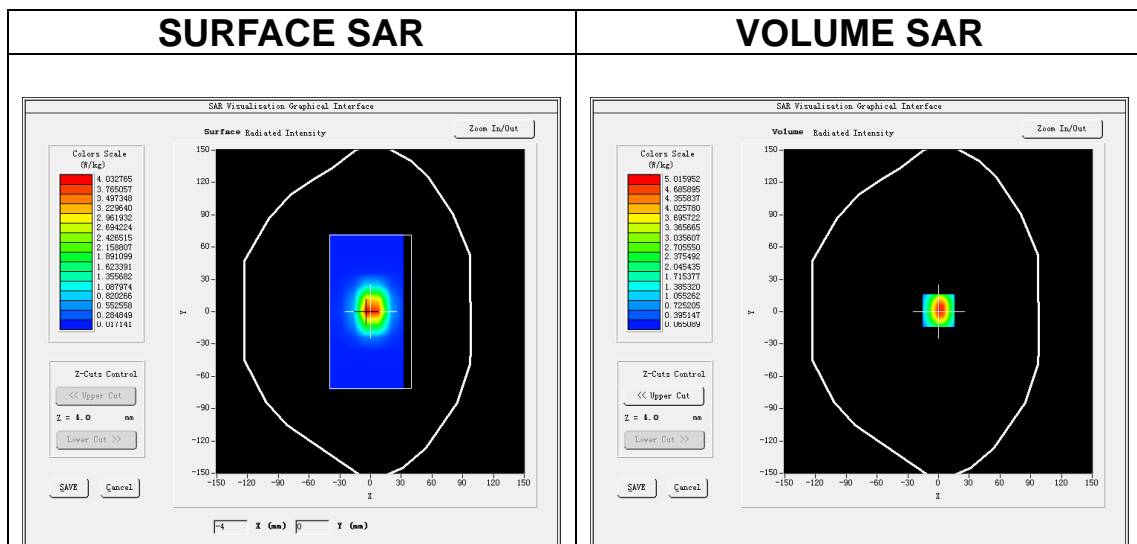 SURFACE SAR
VOLUME SAR
SAR Visualisation Graphical Interface
Surface Radiated Intensity
Zoom In/Out
Colors Scale
(W/kg)
4.032765
3.765057
3.497348
3.229640
2.961932
2.694224
2.426515
2.158807
1.891099
1.623391
1.355682
1.087974
0.820266
0.552558
0.284849
0.017141
Z-Cuts Control
<< Upper Cut
Z = 4.0 mm
Lower Cut >>
SAVE
Cancel
150
120
90
60
30
0
-30
-60
-90
-120
-150
Y
-150 -120 -90 -60 -30 0 30 60 90 120 150
X
-4 X (mm) 0 Y (mm)
SAR Visualisation Graphical Interface
Volume Radiated Intensity
Zoom In/Out
Colors Scale
(W/kg)
5.015952
4.685895
4.355837
4.025780
3.695722
3.365665
3.035607
2.705550
2.375492
2.045435
1.715377
1.385320
1.055262
0.725205
0.395147
0.065089
Z-Cuts Control
<< Upper Cut
Z = 4.0 mm
Lower Cut >>
SAVE
Cancel
150
120
90
60
30
0
-30
-60
-90
-120
-150
Y
-150 -120 -90 -60 -30 0 30 60 90 120 150
X